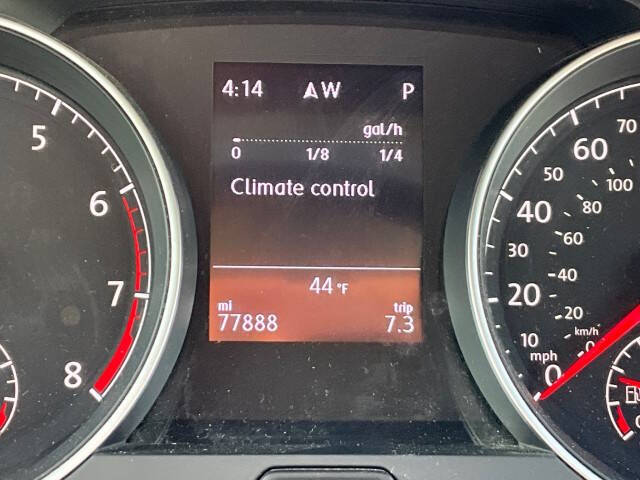 4:14 W P
gal/h
0 1/8 1/4
Climate control
44 °F
mi trip
77888 7.3
5
6
7
8
70
60
50 100
40 80
30 60
40
20 20
10 km/h
mph 0 0